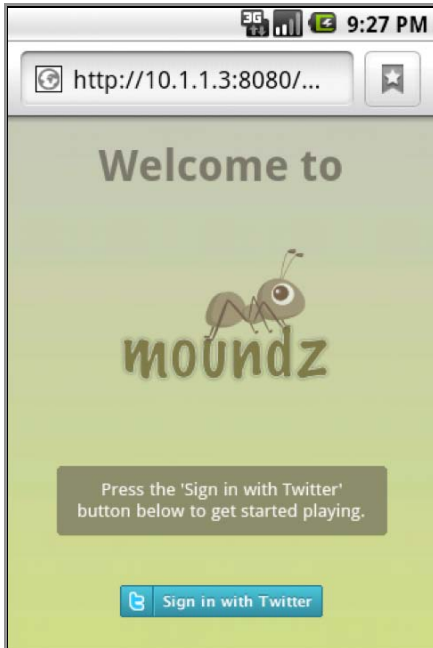 3G
9:27 PM
http://10.1.1.3:8080/...
Welcome to
moundz
Press the 'Sign in with Twitter'
button below to get started playing.
Sign in with Twitter